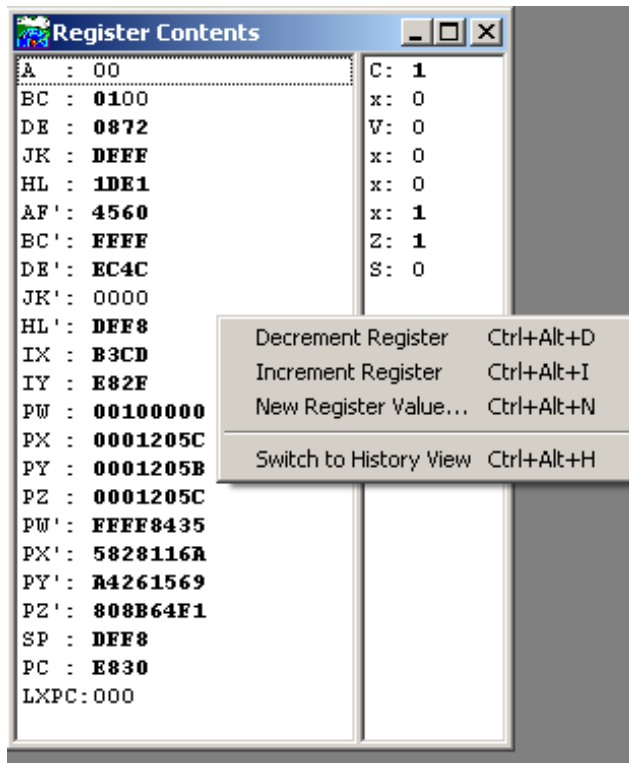 Register Contents
A : 00
BC : 0100
DE : 0872
JK : DFFF
HL : 1DE1
AF': 4560
BC': FFFF
DE': EC4C
JK': 0000
HL': DFF8
IX : B3CD
IY : E82F
PW : 00100000
PX : 0001205C
PY : 0001205B
PZ : 0001205C
PW': FFFF8435
PX': 5828116A
PY': A4261569
PZ': 808B64F1
SP : DFF8
PC : E830
LXPC:000
C: 1
x: 0
V: 0
x: 0
x: 0
x: 1
Z: 1
S: 0
Decrement Register Ctrl+Alt+D
Increment Register Ctrl+Alt+I
New Register Value... Ctrl+Alt+N
Switch to History View Ctrl+Alt+H